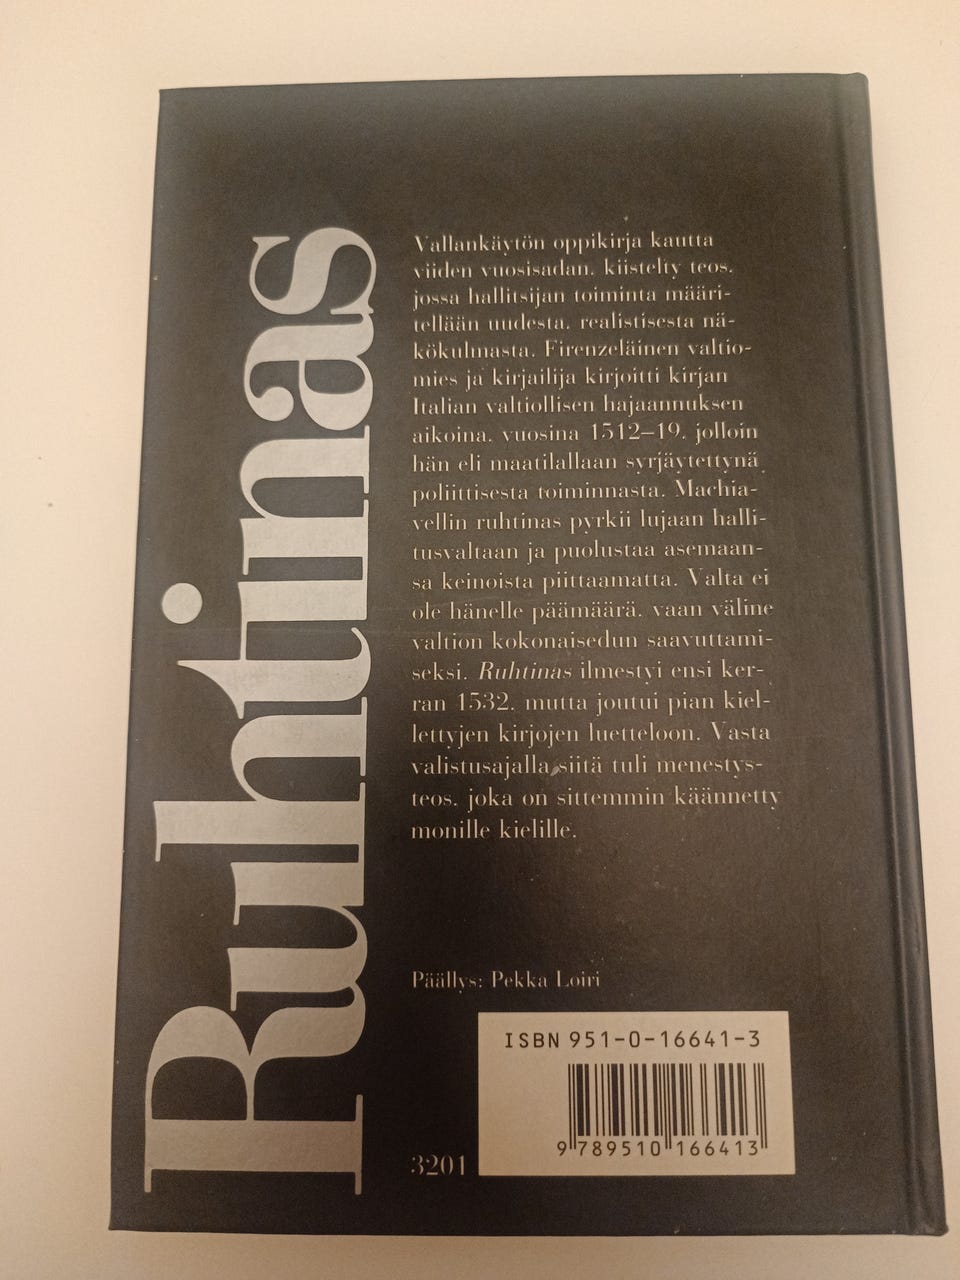 Ruhtinas
Vallankäytön oppikirja kautta
viiden vuosisadan, kiistelty teos,
jossa hallitsijan toiminta määri-
tellään uudesta, realistisesta nä-
kökulmasta. Firenzeläinen valtio-
mies ja kirjailija kirjoitti kirjan
Italian valtiollisen hajaannuksen
aikoina, vuosina 1512–19, jolloin
hän eli maatilallaan syrjäytettynä
poliittisesta toiminnasta. Machia-
vellin ruhtinas pyrkii lujaan halli-
tusvaltaan ja puolustaa asemaan-
sa keinoista piittaamatta. Valta ei
ole hänelle päämäärä, vaan väline
valtion kokonaisedun saavuttami-
seksi. Ruhtinas ilmestyi ensi ker-
ran 1532, mutta joutui pian kiel-
lettyjen kirjojen luetteloon. Vasta
valistusajalla siitä tuli menestys-
teos, joka on sittemmin käännetty
monille kielille.
Päällys: Pekka Loiri
ISBN 951-0-16641-3
9 789510 166413
3201